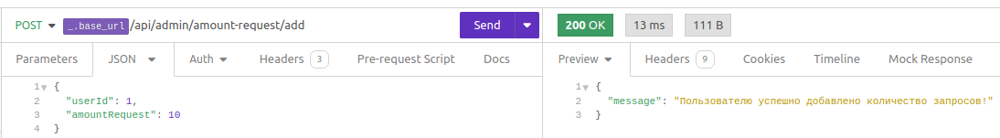 POST _.base_url /api/admin/amount-request/add Send 200 OK 13 ms 111 B
Parameters JSON Auth Headers 3 Pre-request Script Docs Preview Headers 9 Cookies Timeline Mock Response
1 {
2 "userId": 1,
3 "amountRequest": 10
4 }
1 {
2 "message": "Пользователю успешно добавлено количество запросов!"
3 }